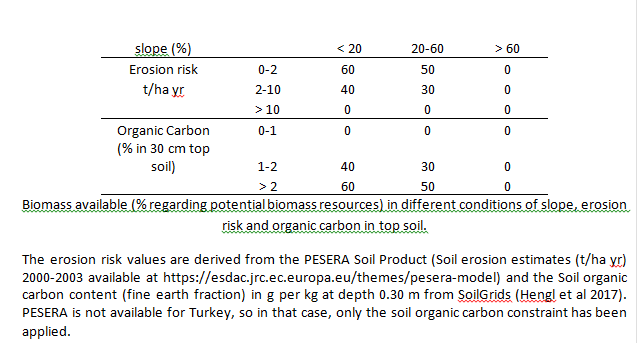 slope (%) < 20 20-60 > 60
Erosion risk 0-2 60 50 0
t/ha yr 2-10 40 30 0
> 10 0 0 0
Organic Carbon 0-1 0 0 0
(% in 30 cm top
soil) 1-2 40 30 0
> 2 60 50 0
Biomass available (% regarding potential biomass resources) in different conditions of slope, erosion
risk and organic carbon in top soil.
The erosion risk values are derived from the PESERA Soil Product (Soil erosion estimates (t/ha yr)
2000-2003 available at https://esdac.jrc.ec.europa.eu/themes/pesera-model) and the Soil organic
carbon content (fine earth fraction) in g per kg at depth 0.30 m from SoilGrids (Hengl et al 2017).
PESERA is not available for Turkey, so in that case, only the soil organic carbon constraint has been
applied.